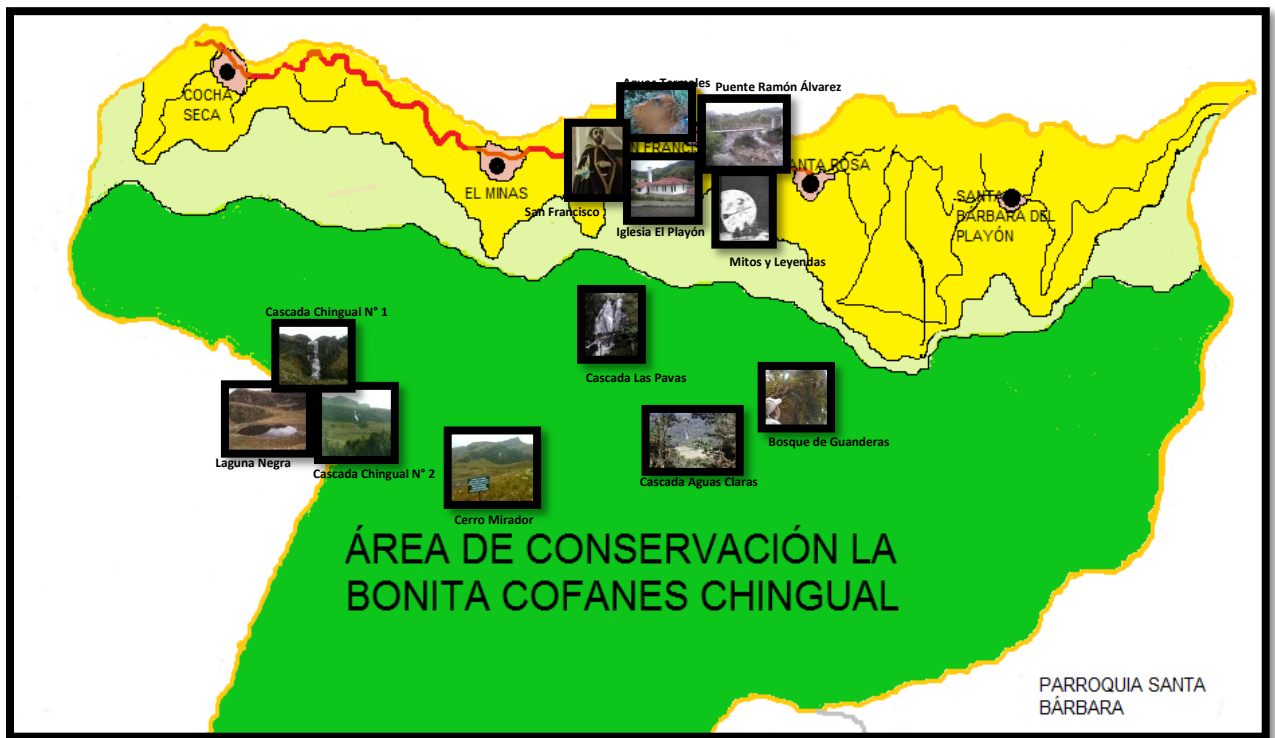 Aguas Termales
Puente Ramón Álvarez
COCHA
SECA
EL MINAS
SANTA ROSA
San Francisco
Iglesia El Playón
SANTA
BÁRBARA DEL
PLAYÓN
Mitos y Leyendas
Cascada Chingual N° 1
Cascada Las Pavas
Laguna Negra
Cascada Chingual N° 2
Bosque de Guanderas
Cascada Aguas Claras
Cerro Mirador
ÁREA DE CONSERVACIÓN LA
BONITA COFANES CHINGUAL
PARROQUIA SANTA
BÁRBARA